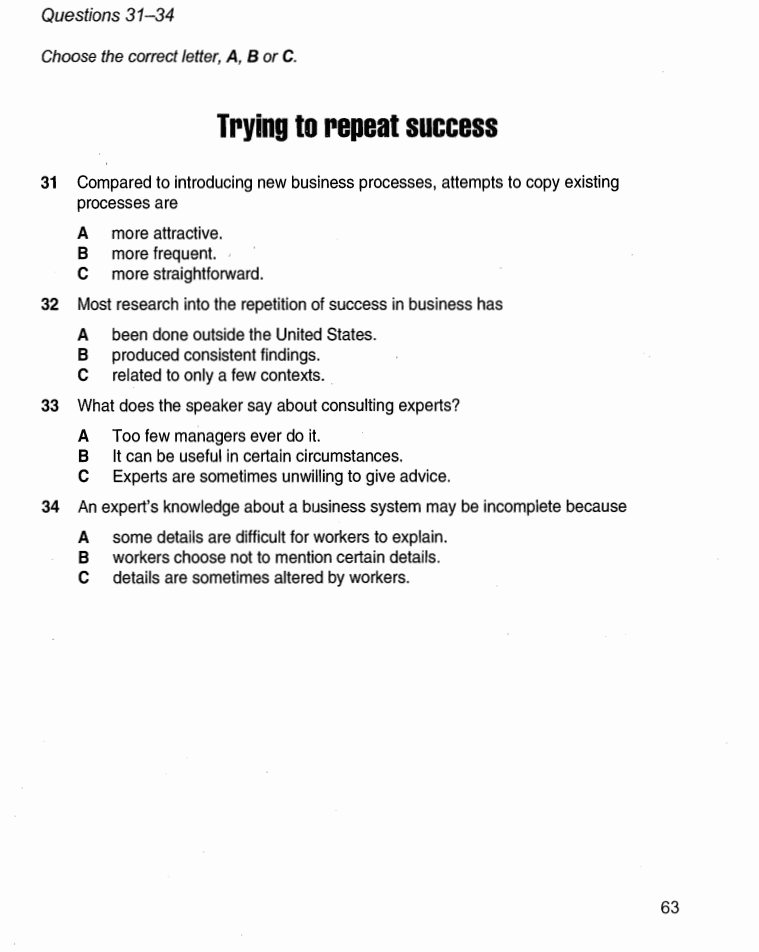 Questions 31–34
Choose the correct letter, A, B or C.
Trying to repeat success
31 Compared to introducing new business processes, attempts to copy existing
processes are
A more attractive.
B more frequent.
C more straightforward.
32 Most research into the repetition of success in business has
A been done outside the United States.
B produced consistent findings.
C related to only a few contexts.
33 What does the speaker say about consulting experts?
A Too few managers ever do it.
B It can be useful in certain circumstances.
C Experts are sometimes unwilling to give advice.
34 An expert's knowledge about a business system may be incomplete because
A some details are difficult for workers to explain.
B workers choose not to mention certain details.
C details are sometimes altered by workers.
63